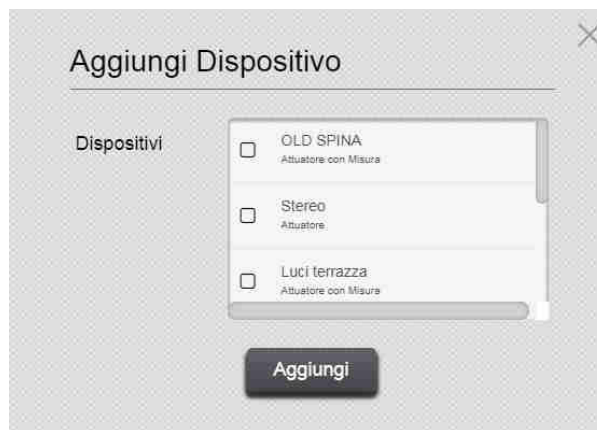 Aggiungi Dispositivo
Dispositivi
OLD SPINA
Attuatore con Misura
Stereo
Attuatore
Luci terrazza
Attuatore con Misura
Aggiungi